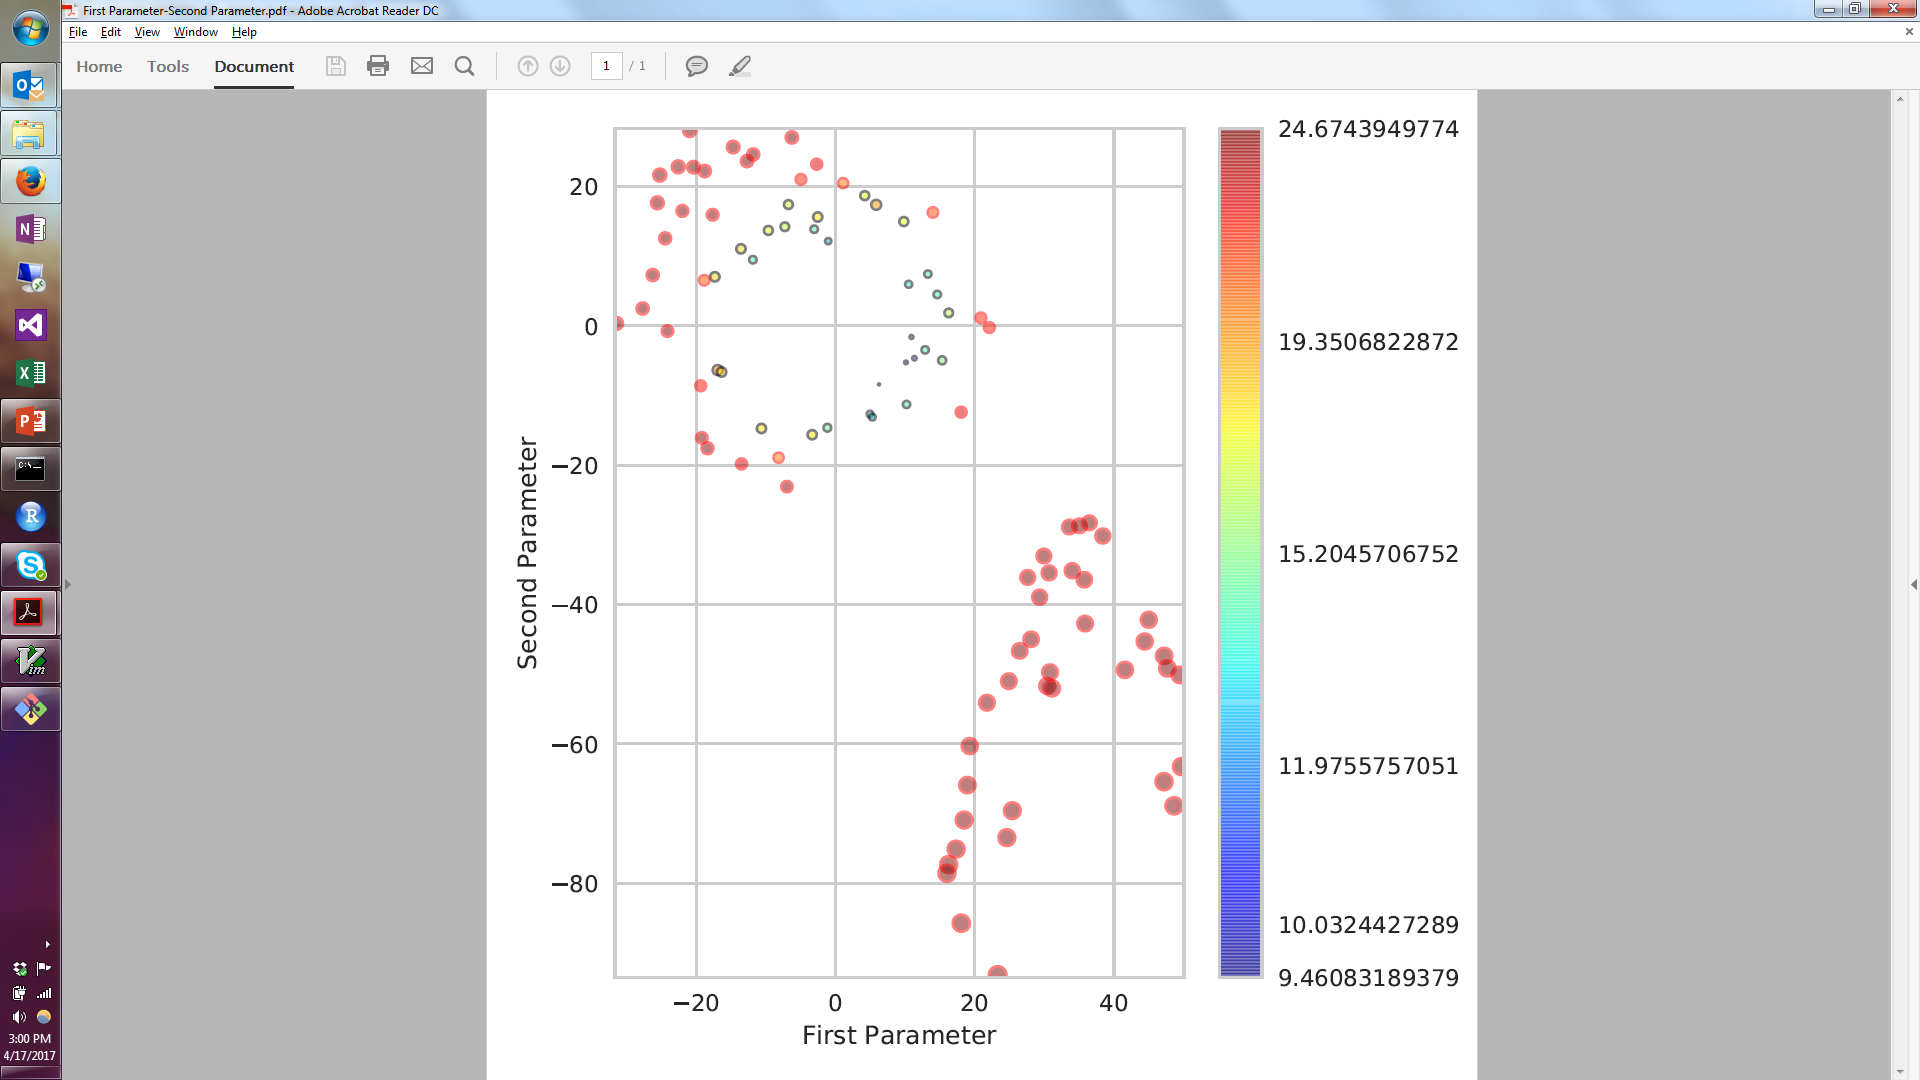 First Parameter-Second Parameter.pdf - Adobe Acrobat Reader DC
File Edit View Window Help
Home Tools Document 1 / 1
24.6743949774
20
0
−20
−40
−60
−80
19.3506822872
15.2045706752
11.9755757051
10.0324427289
9.46083189379
Second Parameter
−20 0 20 40
First Parameter
O
N
X
P
C:\
R
S
Vim
3:00 PM
4/17/2017